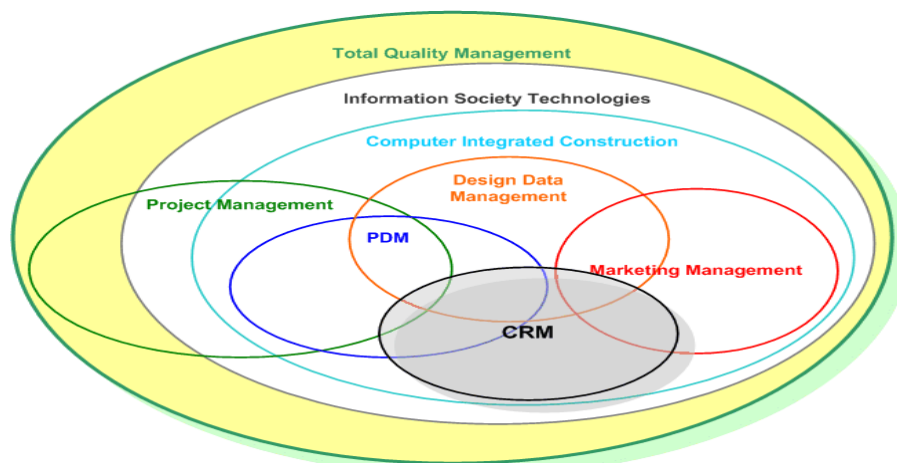 Total Quality Management
Information Society Technologies
Computer Integrated Construction
Design Data
Management
Project Management
PDM
Marketing Management
CRM